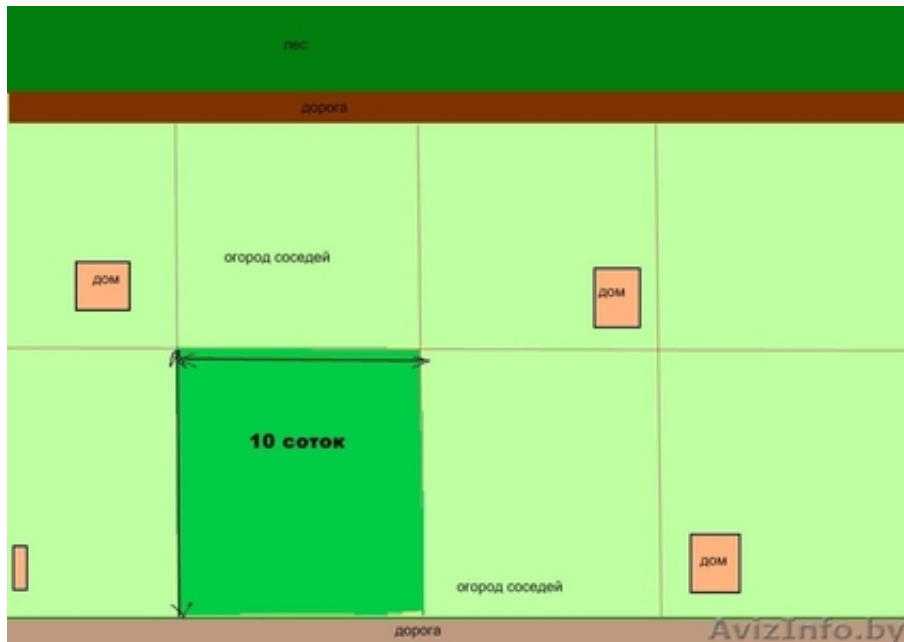 лес
дорога
огород соседей
дом
дом
10 соток
дом
огород соседей
дорога
AvizInfo.by